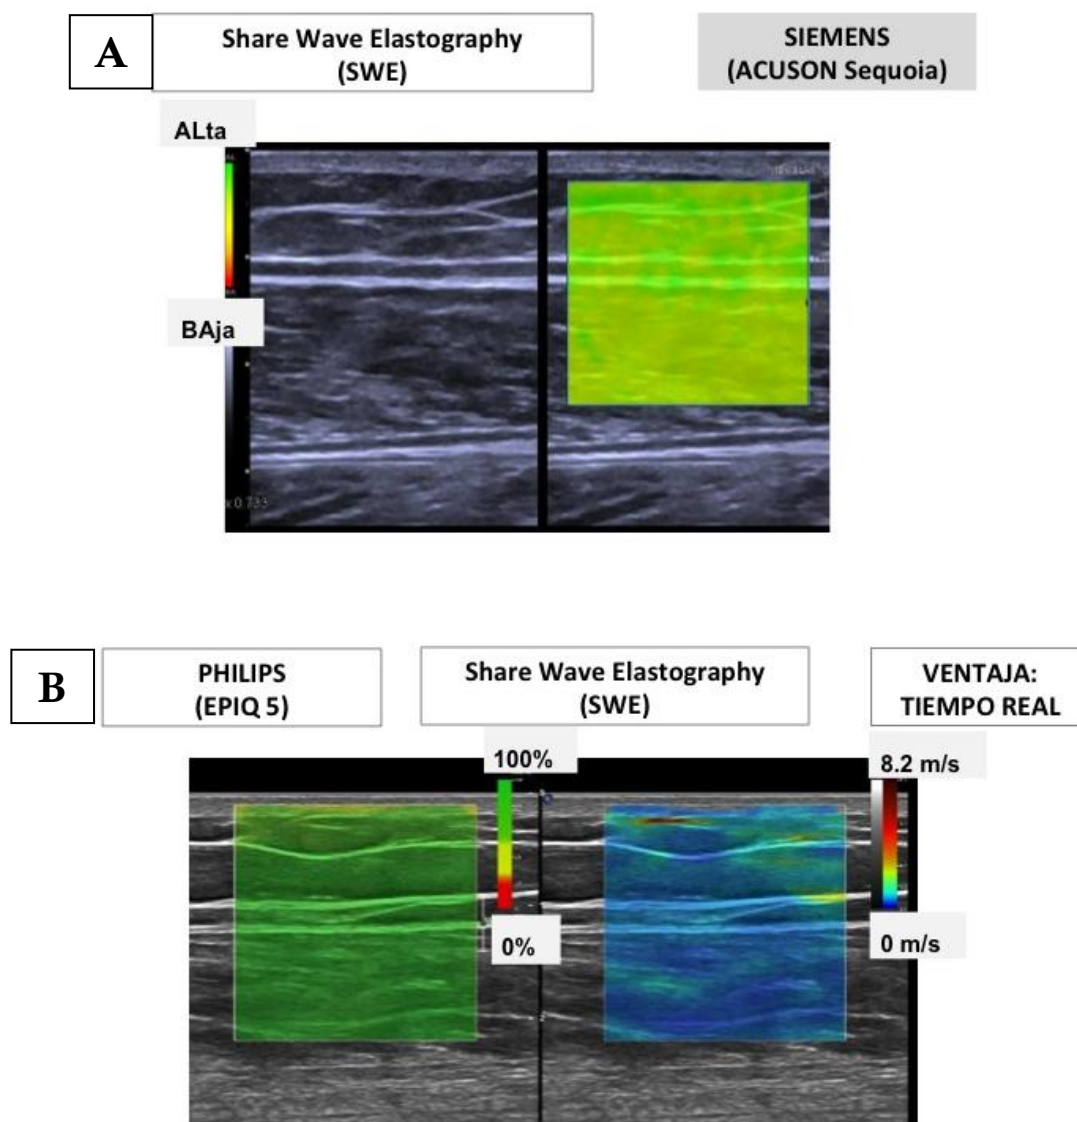 A
Share Wave Elastography
(SWE)
SIEMENS
(ACUSON Sequoia)
ALta
BAja
x 0.733
B
PHILIPS
(EPIQ 5)
Share Wave Elastography
(SWE)
VENTAJA:
TIEMPO REAL
100%
8.2 m/s
0%
0 m/s